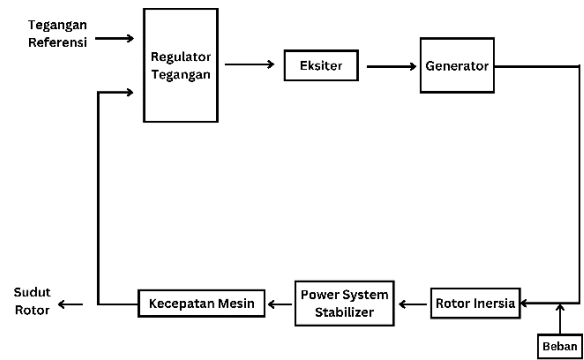 Tegangan
Referensi
Regulator
Tegangan
Eksiter
Generator
Sudut
Rotor
Kecepatan Mesin
Power System
Stabilizer
Rotor Inersia
Beban